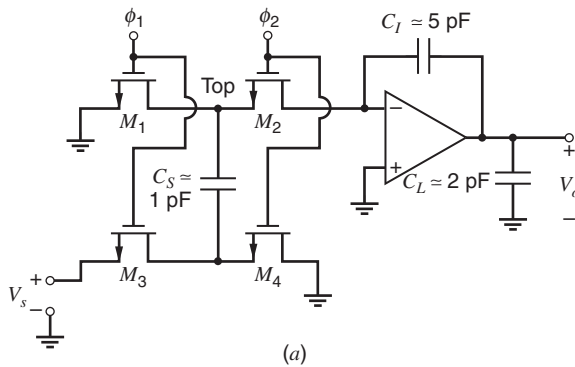 ϕ1 ϕ2
C_I ≃ 5 pF
Top
M1 M2
−
+
C_S ≃
1 pF
C_L ≃ 2 pF
+
V_o
−
M3 M4
+
V_s
−
(a)